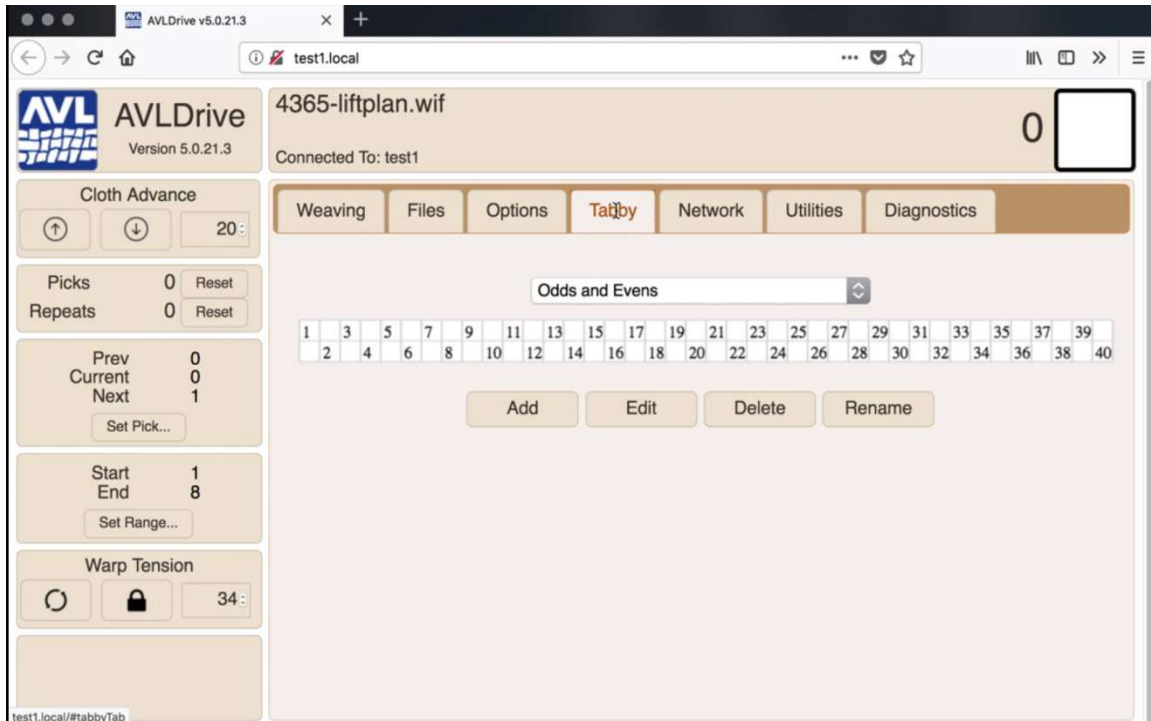 AVLDrive v5.0.21.3
test1.local
AVL
AVLDrive
Version 5.0.21.3
4365-liftplan.wif
Connected To: test1
0
Cloth Advance
20
Picks 0 Reset
Repeats 0 Reset
Prev 0
Current 0
Next 1
Set Pick...
Start 1
End 8
Set Range...
Warp Tension
34
Weaving Files Options Tabby Network Utilities Diagnostics
Odds and Evens
1 3 5 7 9 11 13 15 17 19 21 23 25 27 29 31 33 35 37 39
2 4 6 8 10 12 14 16 18 20 22 24 26 28 30 32 34 36 38 40
Add Edit Delete Rename
test1.local/#tabbyTab